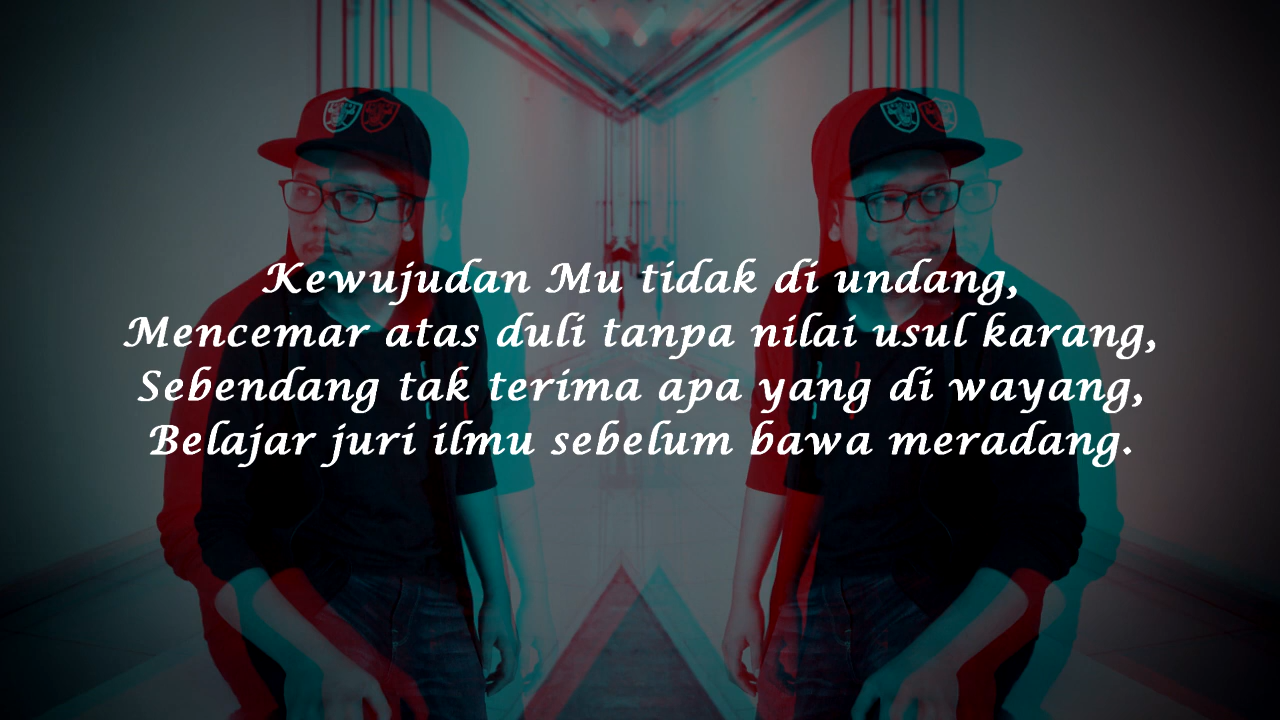 Kewujudan Mu tidak di undang,
Mencemar atas duli tanpa nilai usul karang,
Sebendang tak terima apa yang di wayang,
Belajar juri ilmu sebelum bawa meradang.